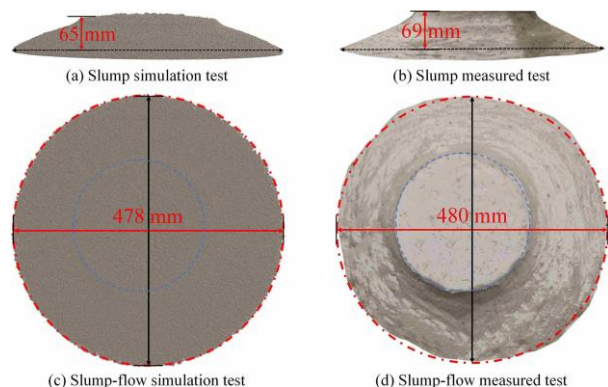 65 mm
69 mm
(a) Slump simulation test
(b) Slump measured test
478 mm
480 mm
(c) Slump-flow simulation test
(d) Slump-flow measured test